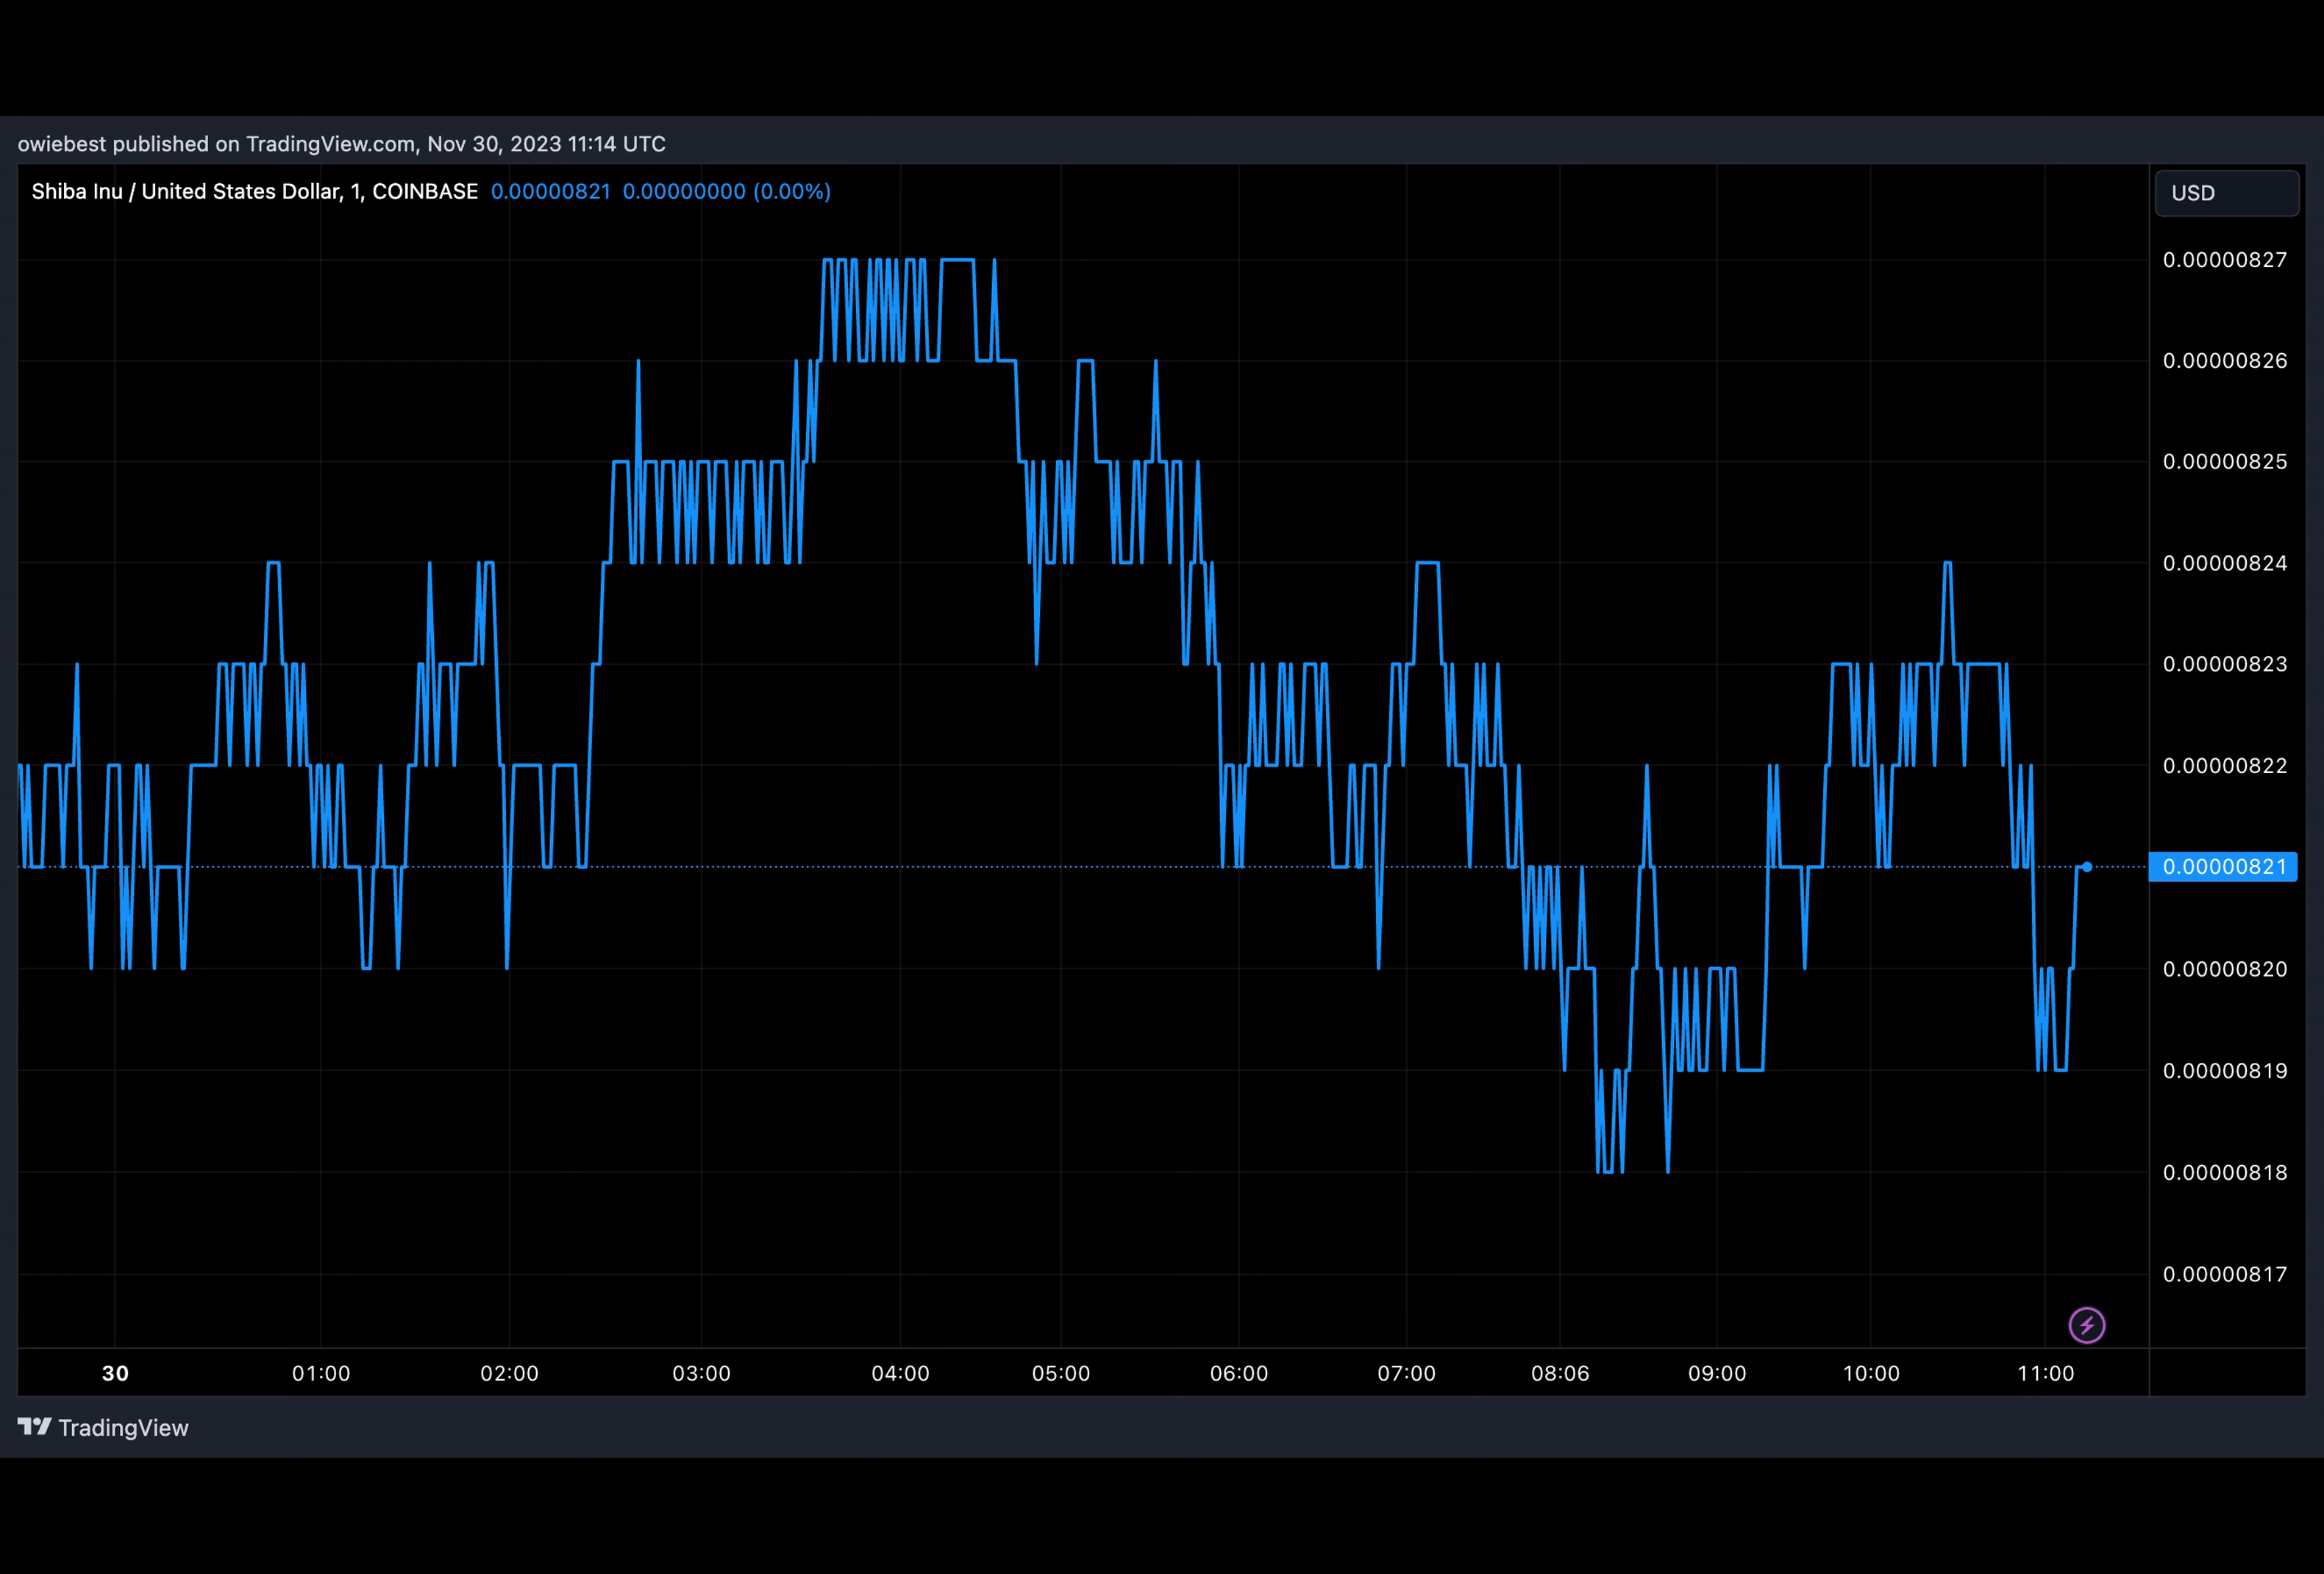 owiebest published on TradingView.com, Nov 30, 2023 11:14 UTC
Shiba Inu / United States Dollar, 1, COINBASE 0.00000821 0.00000000 (0.00%)
USD
0.00000827
0.00000826
0.00000825
0.00000824
0.00000823
0.00000822
0.00000821
0.00000820
0.00000819
0.00000818
0.00000817
30 01:00 02:00 03:00 04:00 05:00 06:00 07:00 08:06 09:00 10:00 11:00
TradingView